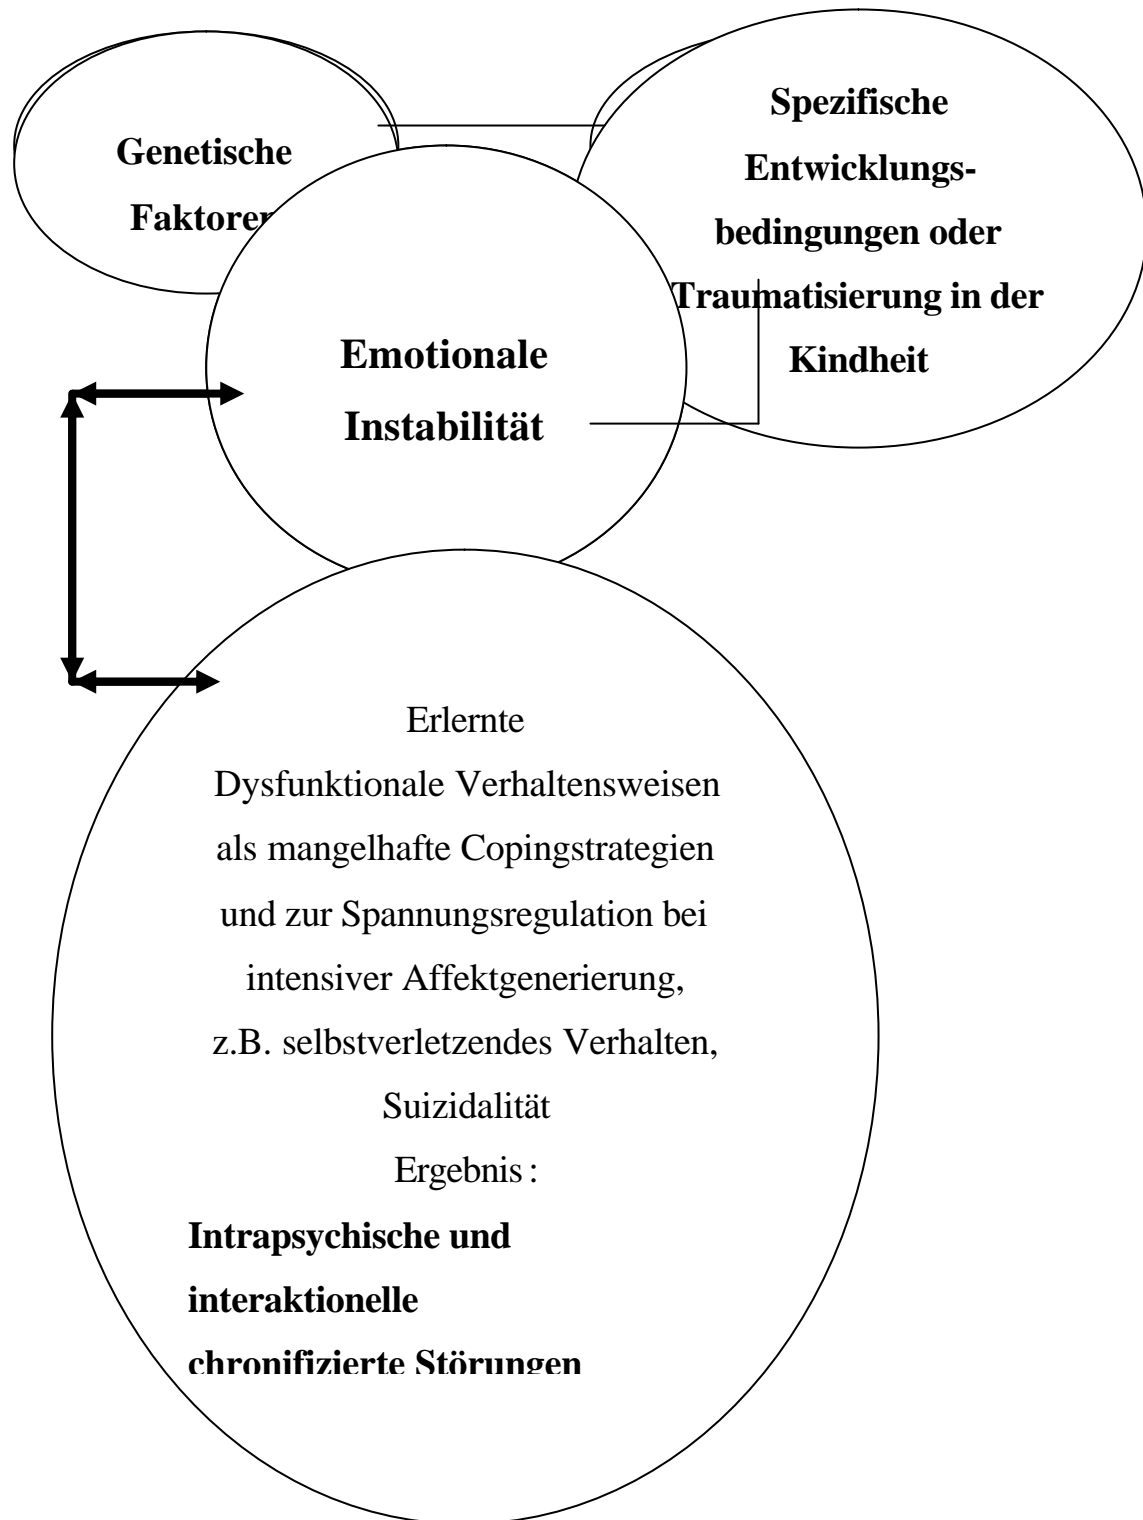 Genetische
Faktoren
Spezifische
Entwicklungs-
bedingungen oder
Traumatisierung in der
Kindheit
Emotionale
Instabilität
Erlernte
Dysfunktionale Verhaltensweisen
als mangelhafte Copingstrategien
und zur Spannungsregulation bei
intensiver Affektgenerierung,
z.B. selbstverletzendes Verhalten,
Suizidalität
Ergebnis :
Intrapsychische und
interaktionelle
chronifizierte Störungen